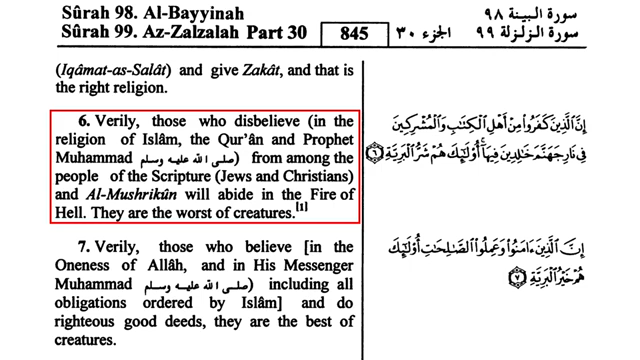 Sûrah 98. Al-Bayyinah
سورة البينة ٩٨
Sûrah 99. Az-Zalzalah Part 30
845
الجزء ٣٠
سورة الزلزلة ٩٩
(Iqâmat-as-Salât) and give Zakât, and that is
the right religion.
6. Verily, those who disbelieve (in the
religion of Islâm, the Qur'ân and Prophet
Muhammad صلى الله عليه وسلم) from among the
people of the Scripture (Jews and Christians)
and Al-Mushrikûn will abide in the Fire of
Hell. They are the worst of creatures.[1]
إِنَّ الَّذِينَ كَفَرُوا مِنْ أَهْلِ الْكِتَابِ وَالْمُشْرِكِينَ
فِي نَارِ جَهَنَّمَ خَالِدِينَ فِيهَا ۚ أُولَٰئِكَ هُمْ شَرُّ الْبَرِيَّةِ ٦
7. Verily, those who believe [in the
Oneness of Allâh, and in His Messenger
Muhammad صلى الله عليه وسلم) including all
obligations ordered by Islâm] and do
righteous good deeds, they are the best of
creatures.
إِنَّ الَّذِينَ ءَامَنُوا وَعَمِلُوا الصَّالِحَاتِ أُولَٰئِكَ
هُمْ خَيْرُ الْبَرِيَّةِ ٧